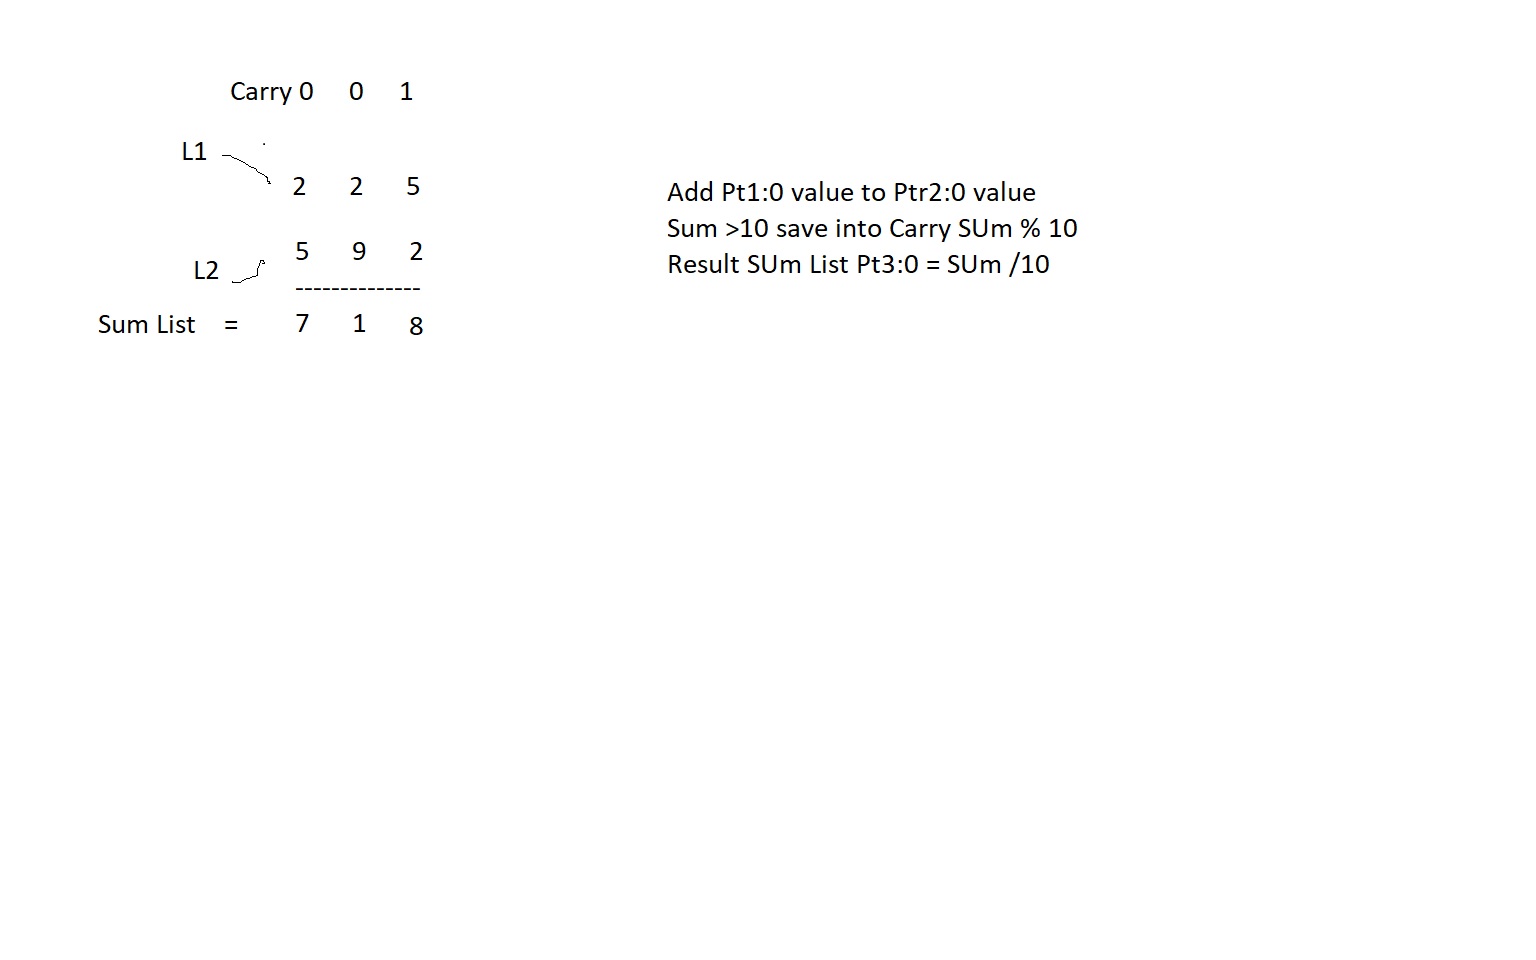 Carry 0 0 1
L1
2 2 5
5 9 2
L2
--------------
Sum List = 7 1 8
Add Pt1:0 value to Ptr2:0 value
Sum >10 save into Carry SUm % 10
Result SUm List Pt3:0 = SUm /10